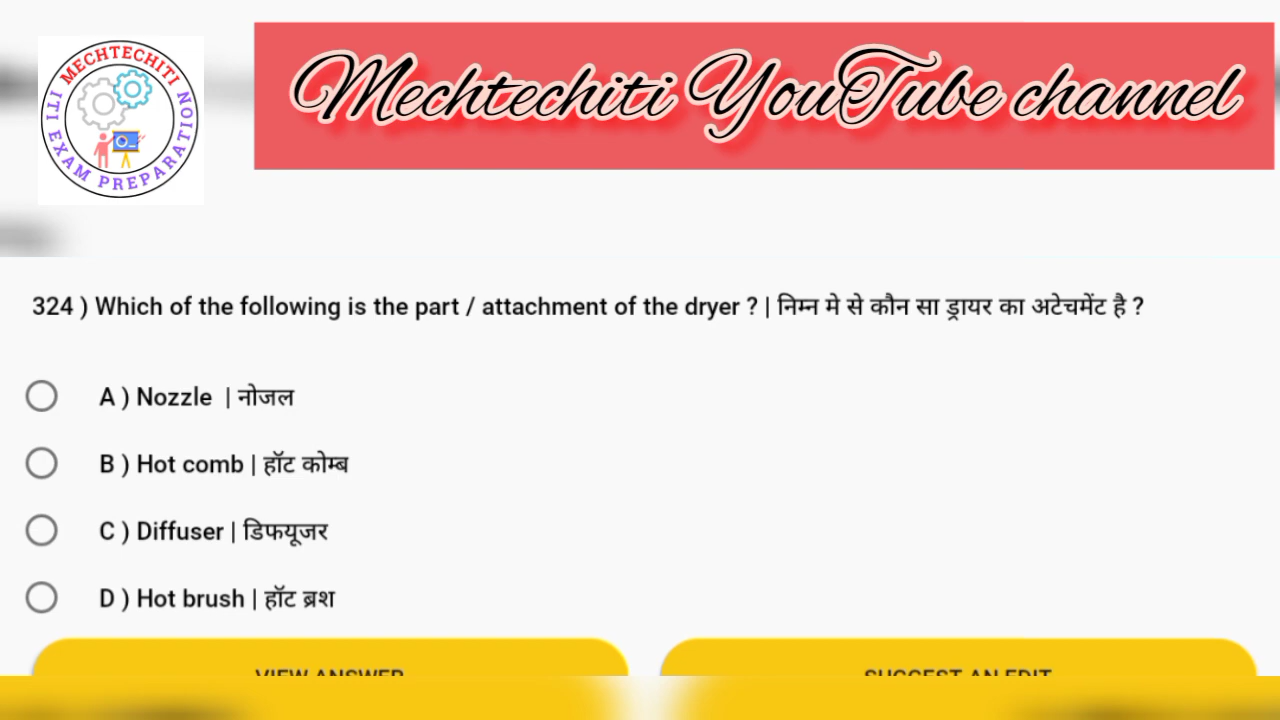 MECHTECHITI
ITI EXAM PREPARATION
Mechtechiti YouTube channel
324 ) Which of the following is the part / attachment of the dryer ? | निम्न मे से कौन सा ड्रायर का अटेचमेंट है ?
A ) Nozzle | नोजल
B ) Hot comb | हॉट कोम्ब
C ) Diffuser | डिफयूजर
D ) Hot brush | हॉट ब्रश
VIEW ANSWER
SUGGEST AN EDIT